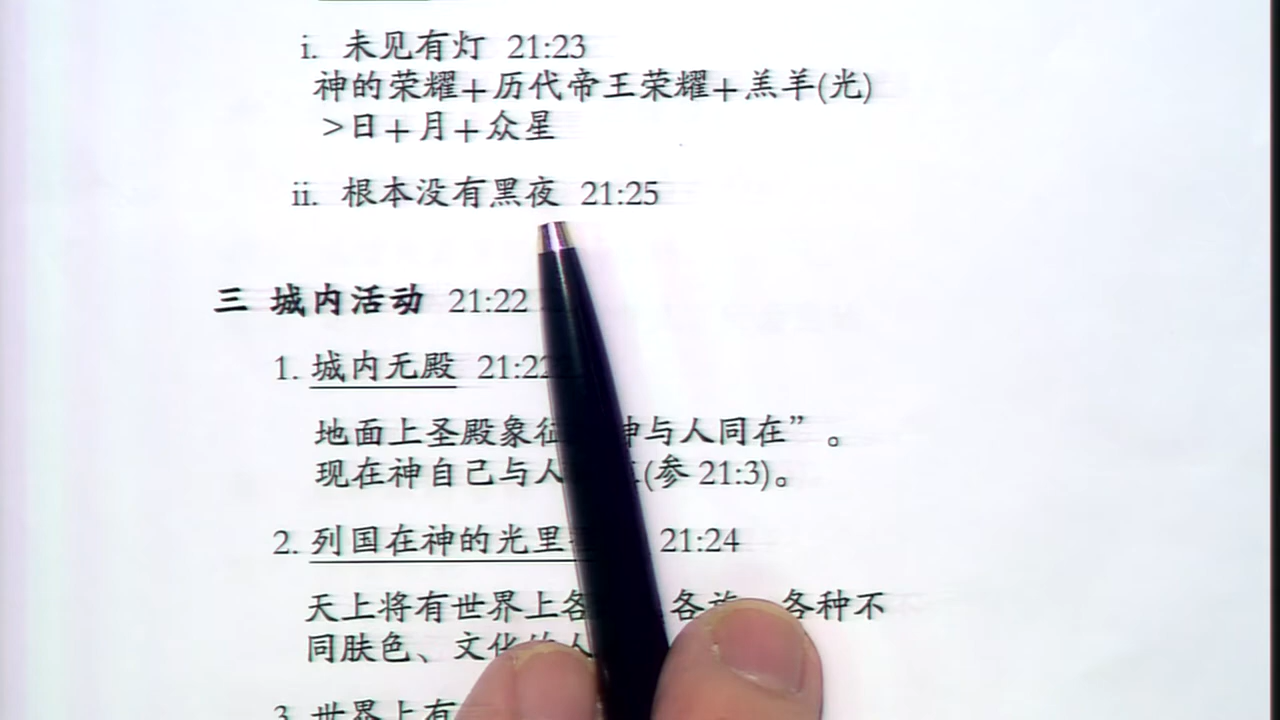 i. 未见有灯 21:23
神的荣耀+历代帝王荣耀+羔羊(光)
>日+月+众星
ii. 根本没有黑夜 21:25
三 城内活动 21:22
1. 城内无殿 21:22
地面上圣殿象征 神与人同在”。
现在神自己与人 (参 21:3)。
2. 列国在神的光里 21:24
天上将有世界上各 各族 各种不
同肤色、文化的人
3. 世界上有